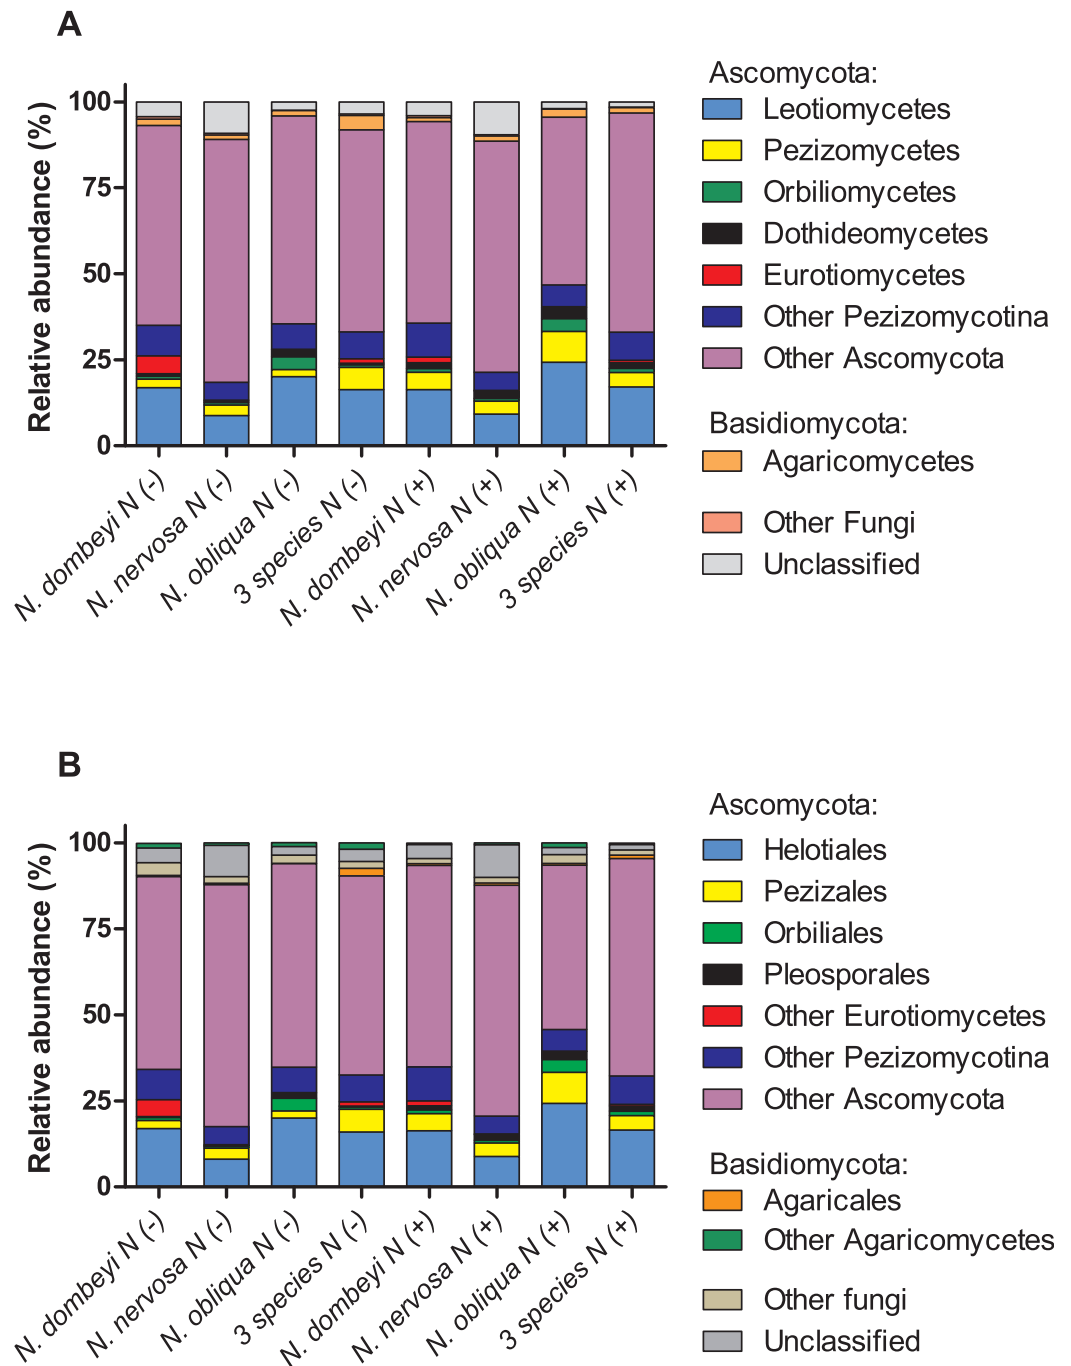 A
Relative abundance (%)
100
75
50
25
0
N. dombeyi N (-)
N. nervosa N (-)
N. obliqua N (-)
3 species N (-)
N. dombeyi N (+)
N. nervosa N (+)
N. obliqua N (+)
3 species N (+)
Ascomycota:
Leotiomycetes
Pezizomycetes
Orbiliomycetes
Dothideomycetes
Eurotiomycetes
Other Pezizomycotina
Other Ascomycota
Basidiomycota:
Agaricomycetes
Other Fungi
Unclassified
B
Relative abundance (%)
100
75
50
25
0
N. dombeyi N (-)
N. nervosa N (-)
N. obliqua N (-)
3 species N (-)
N. dombeyi N (+)
N. nervosa N (+)
N. obliqua N (+)
3 species N (+)
Ascomycota:
Helotiales
Pezizales
Orbiliales
Pleosporales
Other Eurotiomycetes
Other Pezizomycotina
Other Ascomycota
Basidiomycota:
Agaricales
Other Agaricomycetes
Other fungi
Unclassified